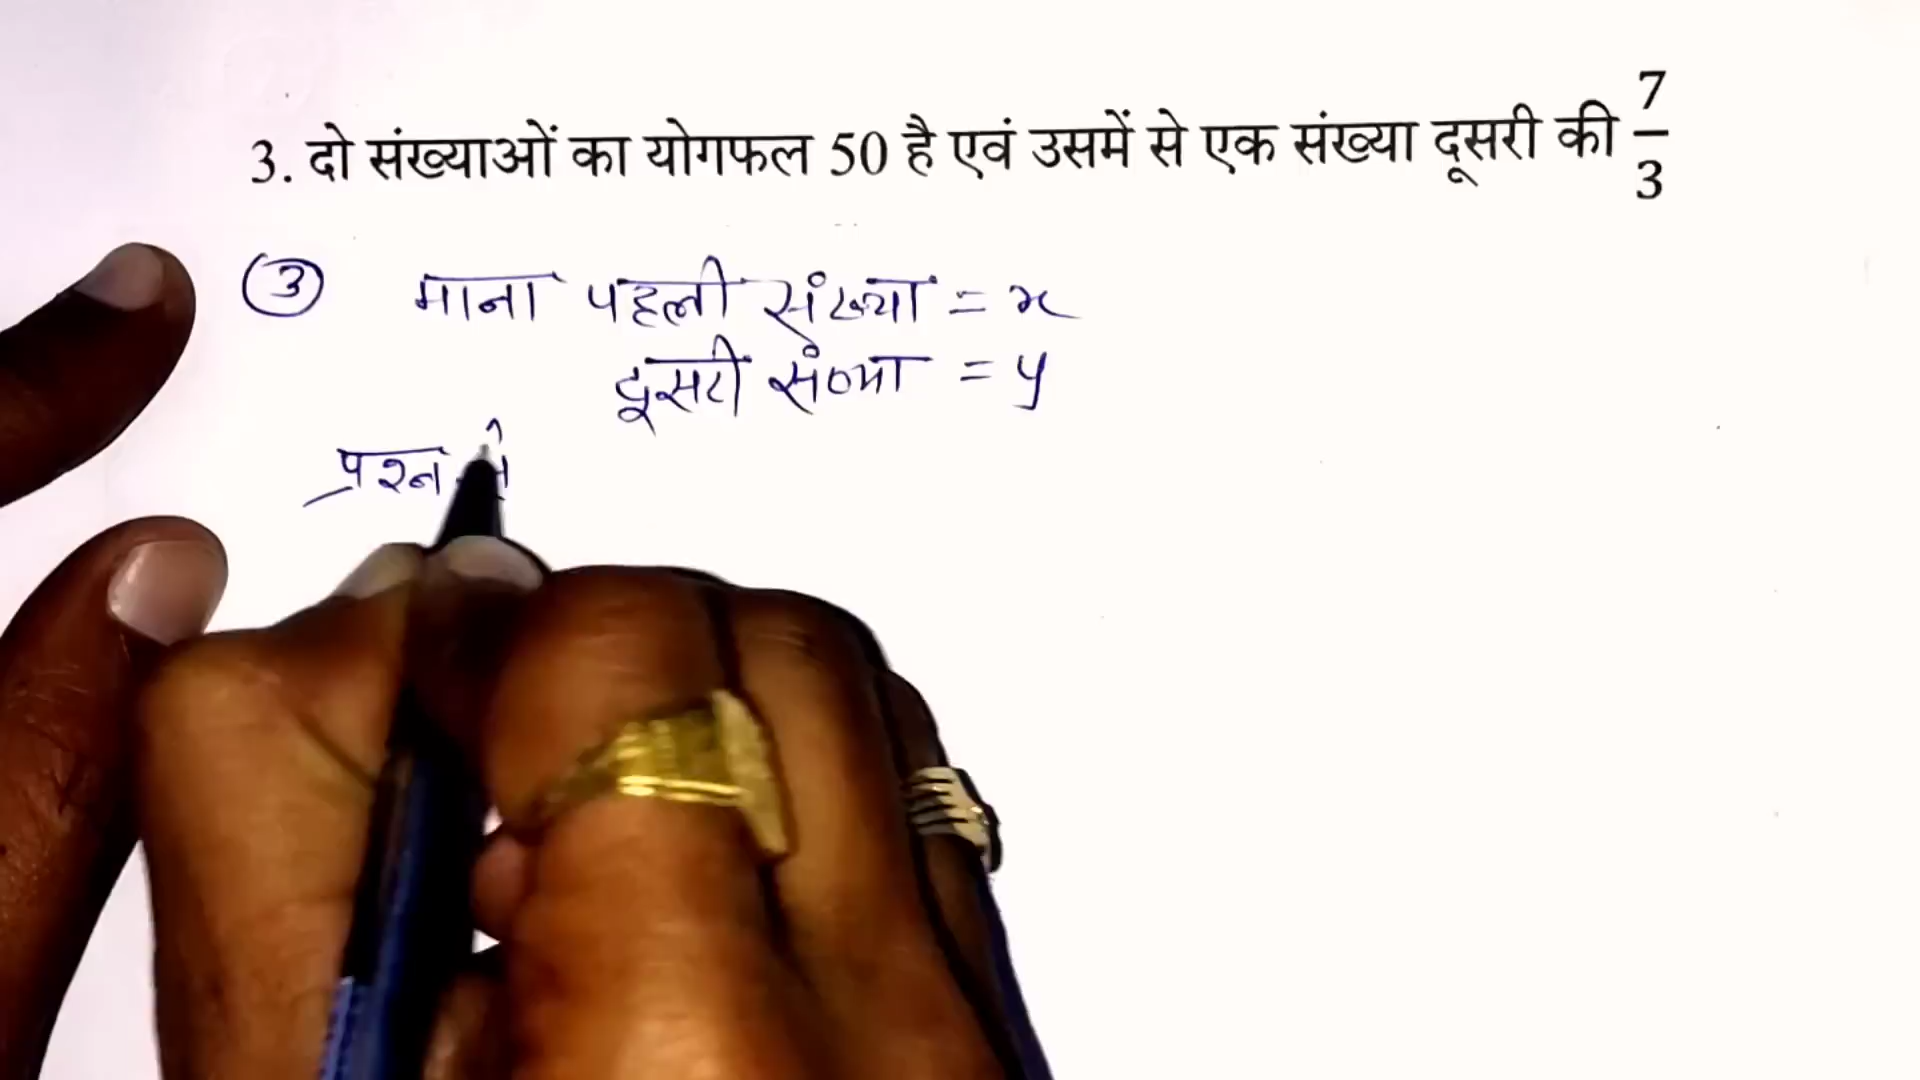 3. दो संख्याओं का योगफल 50 है एवं उसमें से एक संख्या दूसरी की 7/3
③ माना पहली संख्या = x
दूसरी संख्या = y
प्रश्न से